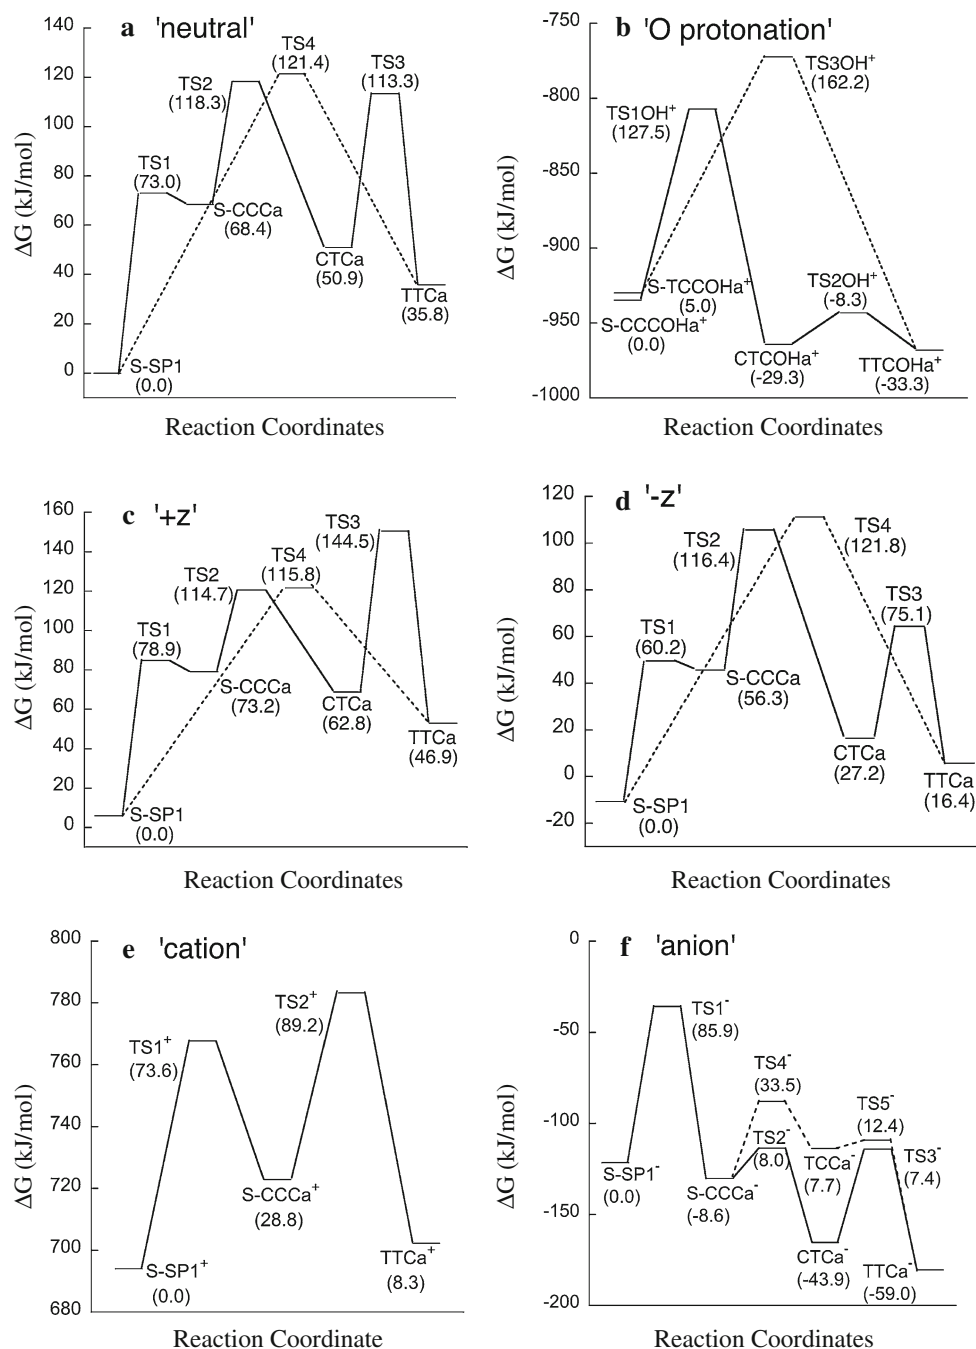 a 'neutral'
140
120
100
80
60
40
20
0
ΔG (kJ/mol)
TS4
(121.4)
TS2
(118.3)
TS3
(113.3)
TS1
(73.0)
S-CCCa
(68.4)
CTCa
(50.9)
TTCa
(35.8)
S-SP1
(0.0)
Reaction Coordinates
b 'O protonation'
-750
-800
-850
-900
-950
-1000
ΔG (kJ/mol)
TS3OH⁺
(162.2)
TS1OH⁺
(127.5)
S-TCCOHa⁺
(5.0)
S-CCCOHa⁺
(0.0)
TS2OH⁺
(-8.3)
CTCOHa⁺
(-29.3)
TTCOHa⁺
(-33.3)
Reaction Coordinates
c '+z'
160
140
120
100
80
60
40
20
0
ΔG (kJ/mol)
TS3
(144.5)
TS4
(115.8)
TS2
(114.7)
TS1
(78.9)
S-CCCa
(73.2)
CTCa
(62.8)
TTCa
(46.9)
S-SP1
(0.0)
Reaction Coordinates
d '-z'
120
100
80
60
40
20
0
-20
ΔG (kJ/mol)
TS4
(121.8)
TS2
(116.4)
TS3
(75.1)
TS1
(60.2)
S-CCCa
(56.3)
CTCa
(27.2)
TTCa
(16.4)
S-SP1
(0.0)
Reaction Coordinates
e 'cation'
800
780
760
740
720
700
680
ΔG (kJ/mol)
TS2⁺
(89.2)
TS1⁺
(73.6)
S-CCCa⁺
(28.8)
TTCa⁺
(8.3)
S-SP1⁺
(0.0)
Reaction Coordinate
f 'anion'
0
-50
-100
-150
-200
ΔG (kJ/mol)
TS1⁻
(85.9)
TS4⁻
(33.5)
TS5⁻
(12.4)
TS2⁻
(8.0)
TCCa⁻
(7.7)
TS3⁻
(7.4)
S-SP1⁻
(0.0)
S-CCCa⁻
(-8.6)
CTCa⁻
(-43.9)
TTCa⁻
(-59.0)
Reaction Coordinates